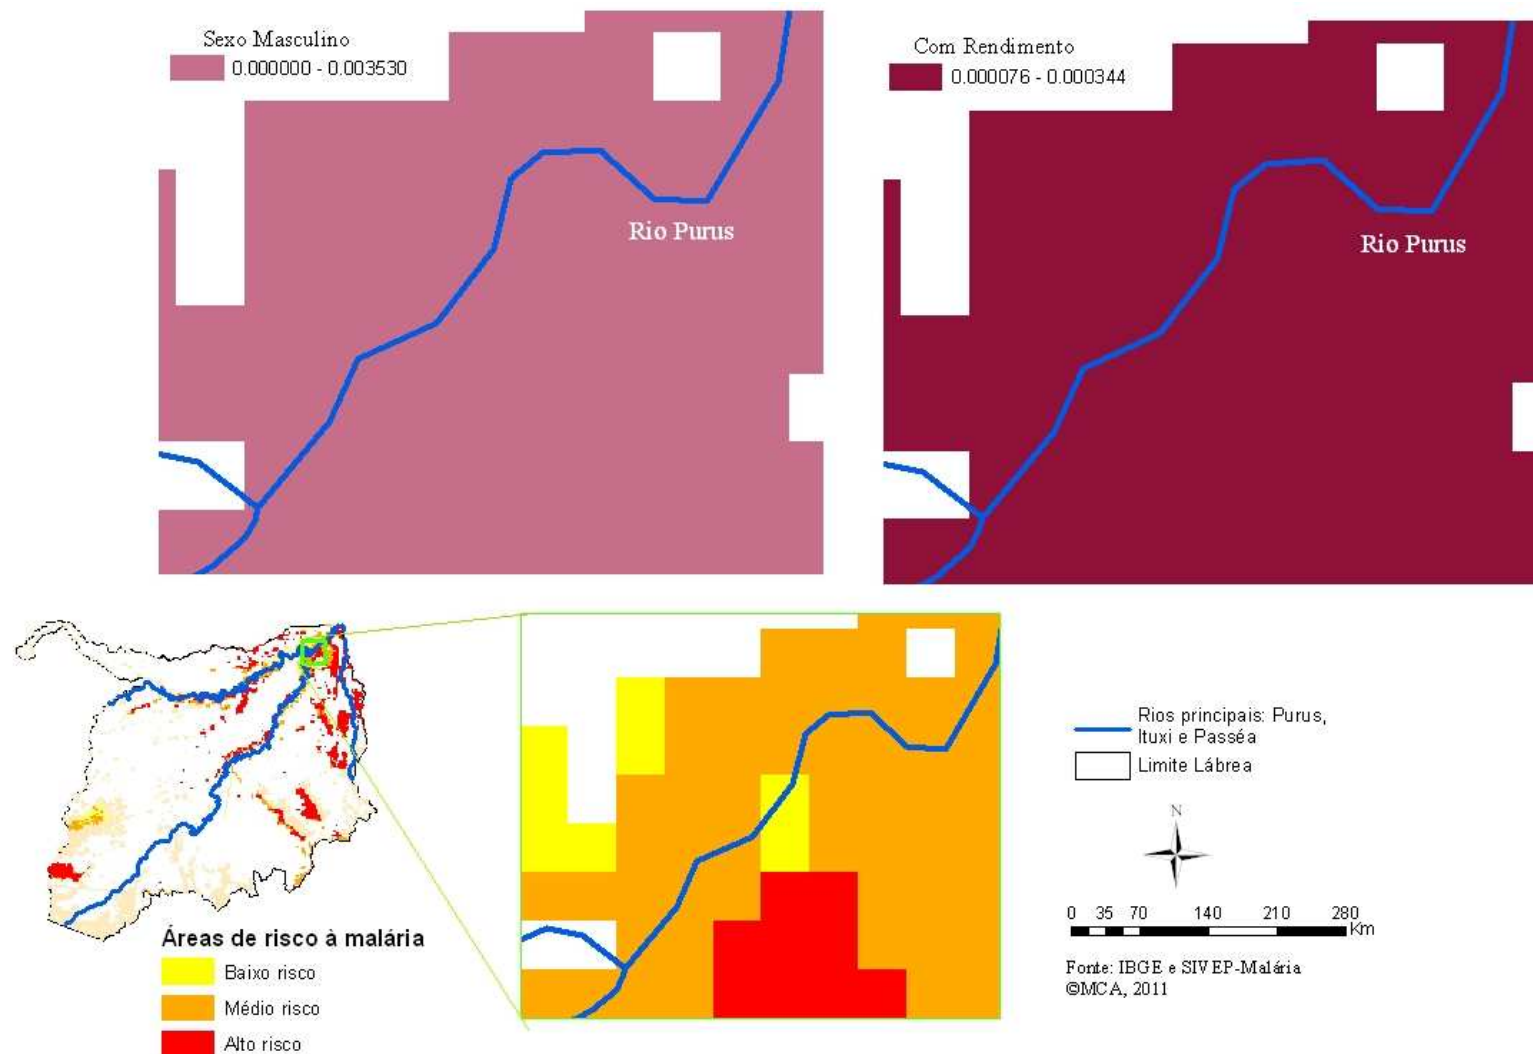 Sexo Masculino
0.000000 - 0.003530
Rio Purus
Com Rendimento
0.000076 - 0.000344
Rio Purus
Áreas de risco à malária
Baixo risco
Médio risco
Alto risco
Rios principais: Purus,
Ituxi e Passéa
Limite Lábrea
N
0 35 70 140 210 280
Km
Fonte: IBGE e SIVEP-Malária
©MCA, 2011